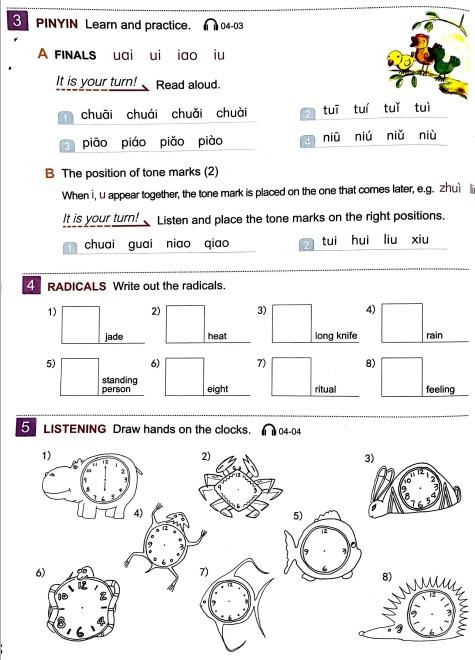 3 PINYIN Learn and practice. 04-03
A FINALS uai ui iao iu
It is your turn! Read aloud.
1 chuāi chuái chuǎi chuài
2 tuī tuí tuǐ tuì
3 piāo piáo piǎo piào
4 niū niú niǔ niù
B The position of tone marks (2)
When i, u appear together, the tone mark is placed on the one that comes later, e.g. zhuì
It is your turn! Listen and place the tone marks on the right positions.
1 chuai guai niao qiao
2 tui hui liu xiu
4 RADICALS Write out the radicals.
1) jade
2) heat
3) long knife
4) rain
5) standing person
6) eight
7) ritual
8) feeling
5 LISTENING Draw hands on the clocks. 04-04
1)
2)
3)
4)
5)
6)
7)
8)